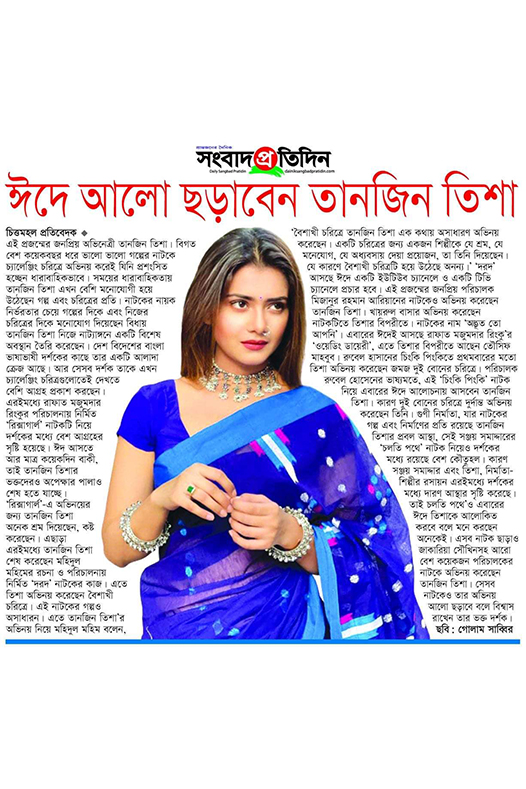 আজকালের দৈনিক
সংবাদ প্রতিদিন
Daily Sangbad Pratidin
dainiksangbadpratidin.com
ঈদে আলো ছড়াবেন তানজিন তিশা
চিত্তমহল প্রতিবেদক
এই প্রজন্মের জনপ্রিয় অভিনেত্রী তানজিন তিশা। বিগত
বেশ কয়েকবছর ধরে ভালো ভালো গল্পের নাটকে
চ্যালেঞ্জিং চরিত্রে অভিনয় করেই যিনি প্রশংসিত
হচ্ছেন ধারাবাহিকভাবে। সময়ের ধারাবাহিকতায়
তানজিন তিশা এখন বেশি মনোযোগী হয়ে
উঠেছেন গল্প এবং চরিত্রের প্রতি। নাটকের নায়ক
নির্ভরতার চেয়ে গল্পের দিকে এবং নিজের
চরিত্রের দিকে মনোযোগ দিয়েছেন বিধায়
তানজিন তিশা নিজে নাট্যাঙ্গনে একটি বিশেষ
অবস্থান তৈরি করেছেন। দেশ বিদেশের বাংলা
ভাষাভাষী দর্শকের কাছে তার একটি আলাদা
ক্রেজ আছে। আর সেসব দর্শক তাকে এখন
চ্যালেঞ্জিং চরিত্রগুলোতেই দেখতে
বেশি আগ্রহ প্রকাশ করছেন।
এরইমধ্যে রাফাত মজুমদার
রিংকুর পরিচালনায় নির্মিত
'রিক্সাগার্ল' নাটকটি নিয়ে
দর্শকের মধ্যে বেশ আগ্রহের
সৃষ্টি হয়েছে। ঈদ আসতে
আর মাত্র কয়েকদিন বাকী,
তাই তানজিন তিশার
ভক্তদেরও অপেক্ষার পালাও
শেষ হতে যাচ্ছে।
'রিক্সাগার্ল'-এ অভিনয়ের
জন্য তানজিন তিশা
অনেক শ্রম দিয়েছেন, কষ্ট
করেছেন। এছাড়া
এরইমধ্যে তানজিন তিশা
শেষ করেছেন মহিদুল
মহিমের রচনা ও পরিচালনায়
নির্মিত 'দরদ' নাটকের কাজ। এতে
তিশা অভিনয় করেছেন বৈশাখী
চরিত্রে। এই নাটকের গল্পও
অসাধারন। এতে তানজিন তিশা'র
অভিনয় নিয়ে মহিদুল মহিম বলেন,
'বৈশাখী চরিত্রে তানজিন তিশা এক কথায় অসাধারণ অভিনয়
করেছেন। একটি চরিত্রের জন্য একজন শিল্পীকে যে শ্রম, যে
মনোযোগ, যে অধ্যবসায় দেয়া প্রয়োজন, তা তিনি দিয়েছেন।
যে কারণে বৈশাখী চরিত্রটি হয়ে উঠেছে অনন্য।' 'দরদ'
আসছে ঈদে একটি ইউটিউব চ্যানেলে ও একটি টিভি
চ্যানেলে প্রচার হবে। এই প্রজন্মের জনপ্রিয় পরিচালক
মিজানুর রহমান আরিয়ানের নাটকেও অভিনয় করেছেন
তানজিন তিশা। খায়রুল বাসার অভিনয় করেছেন
নাটকটিতে তিশার বিপরীতে। নাটকের নাম 'অদ্ভুত তো
আপনি'। এবারের ঈদেই আসছে রাফাত মজুমদার রিংকু'র
'ওয়েডিং ডায়েরী', এতে তিশার বিপরীতে আছেন তৌসিফ
মাহবুব। রুবেল হাসানের চিংকি পিংকিতে প্রথমবারের মতো
তিশা অভিনয় করেছেন জমজ দুই বোনের চরিত্রে। পরিচালক
রুবেল হোসেনের ভাষ্যমতে, এই 'চিংকি পিংকি' নাটক
নিয়ে এবারের ঈদে আলোচনায় আসবেন তানজিন
তিশা। কারণ দুই বোনের চরিত্রে দুর্দান্ত অভিনয়
করেছেন তিনি। গুণী নির্মাতা, যার নাটকের
গল্প এবং নির্মাণের প্রতি রয়েছে তানজিন
তিশার প্রবল আস্থা, সেই সঞ্জয় সমাদ্দারের
'চলতি পথে' নাটক নিয়েও দর্শকের
মধ্যে রয়েছে বেশ কৌতুহল। কারণ
সঞ্জয় সমাদ্দার এবং তিশা, নির্মাতা-
শিল্পীর রসায়ন এরইমধ্যে দর্শকের
মধ্যে দারণ আস্থার সৃষ্টি করেছে।
তাই চলতি পথে'ও এবারের
ঈদে তিশাকে আলোকিত
করবে বলে মনে করছেন
অনেকেই। এসব নাটক ছাড়াও
জাকারিয়া সৌখিনসহ আরো
বেশ কয়েকজন পরিচালকের
নাটকে অভিনয় করেছেন
তানজিন তিশা। সেসব
নাটকেও তার অভিনয়
আলো ছড়াবে বলে বিশ্বাস
রাখেন তার ভক্ত দর্শক।
ছবি : গোলাম সাব্বির